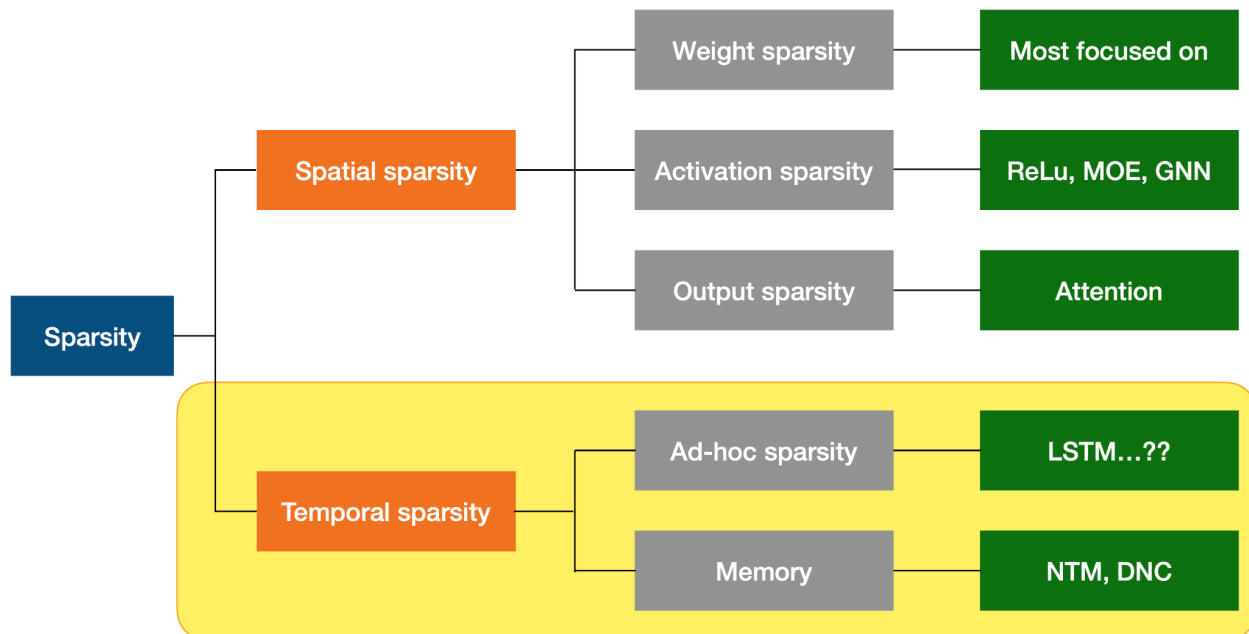 Weight sparsity
Most focused on
Spatial sparsity
Activation sparsity
ReLu, MOE, GNN
Output sparsity
Attention
Sparsity
Ad-hoc sparsity
LSTM...??
Temporal sparsity
Memory
NTM, DNC